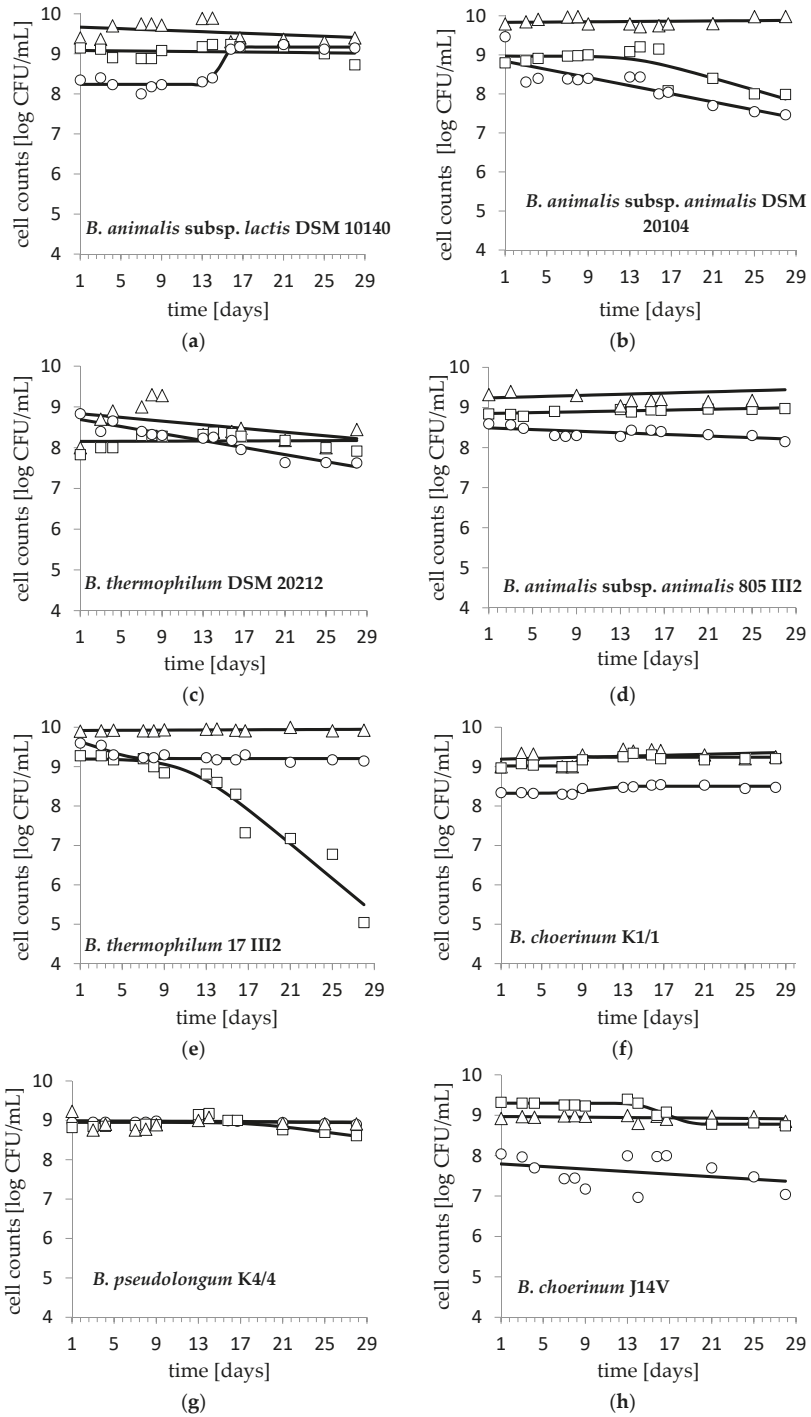 10
9
8
7
6
5
4
cell counts [log CFU/mL]
B. animalis subsp. lactis DSM 10140
1 5 9 13 17 21 25 29
time [days]
(a)
10
9
8
7
6
5
4
cell counts [log CFU/mL]
B. animalis subsp. animalis DSM
20104
1 5 9 13 17 21 25 29
time [days]
(b)
10
9
8
7
6
5
4
cell counts [log CFU/mL]
B. thermophilum DSM 20212
1 5 9 13 17 21 25 29
time [days]
(c)
10
9
8
7
6
5
4
cell counts [log CFU/mL]
B. animalis subsp. animalis 805 III2
1 5 9 13 17 21 25 29
time [days]
(d)
10
9
8
7
6
5
4
cell counts [log CFU/mL]
B. thermophilum 17 III2
1 5 9 13 17 21 25 29
time [days]
(e)
10
9
8
7
6
5
4
cell counts [log CFU/mL]
B. choerinum K1/1
1 5 9 13 17 21 25 29
time [days]
(f)
10
9
8
7
6
5
4
cell counts [log CFU/mL]
B. pseudolongum K4/4
1 5 9 13 17 21 25 29
time [days]
(g)
10
9
8
7
6
5
4
cell counts [log CFU/mL]
B. choerinum J14V
1 5 9 13 17 21 25 29
time [days]
(h)